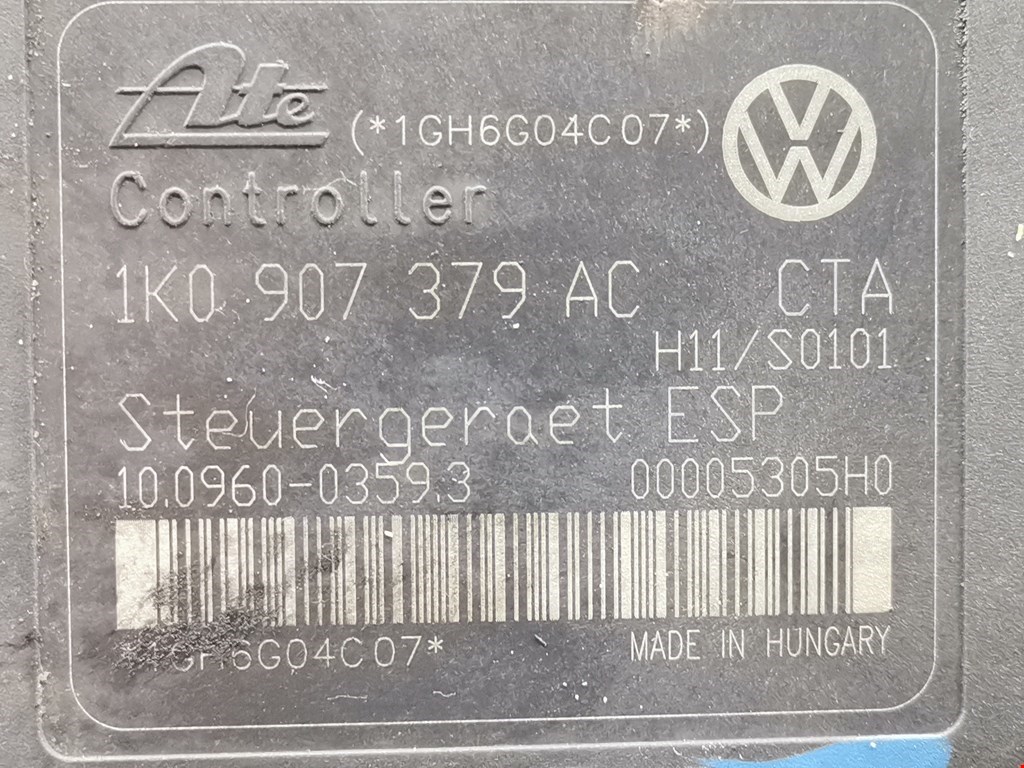 Ate (*1GH6G04C07*)
Controller
1K0 907 379 AC CTA
H11/S0101
Steuergeraet ESP
10.0960-0359.3 00005305H0
*1GH6G04C07* MADE IN HUNGARY